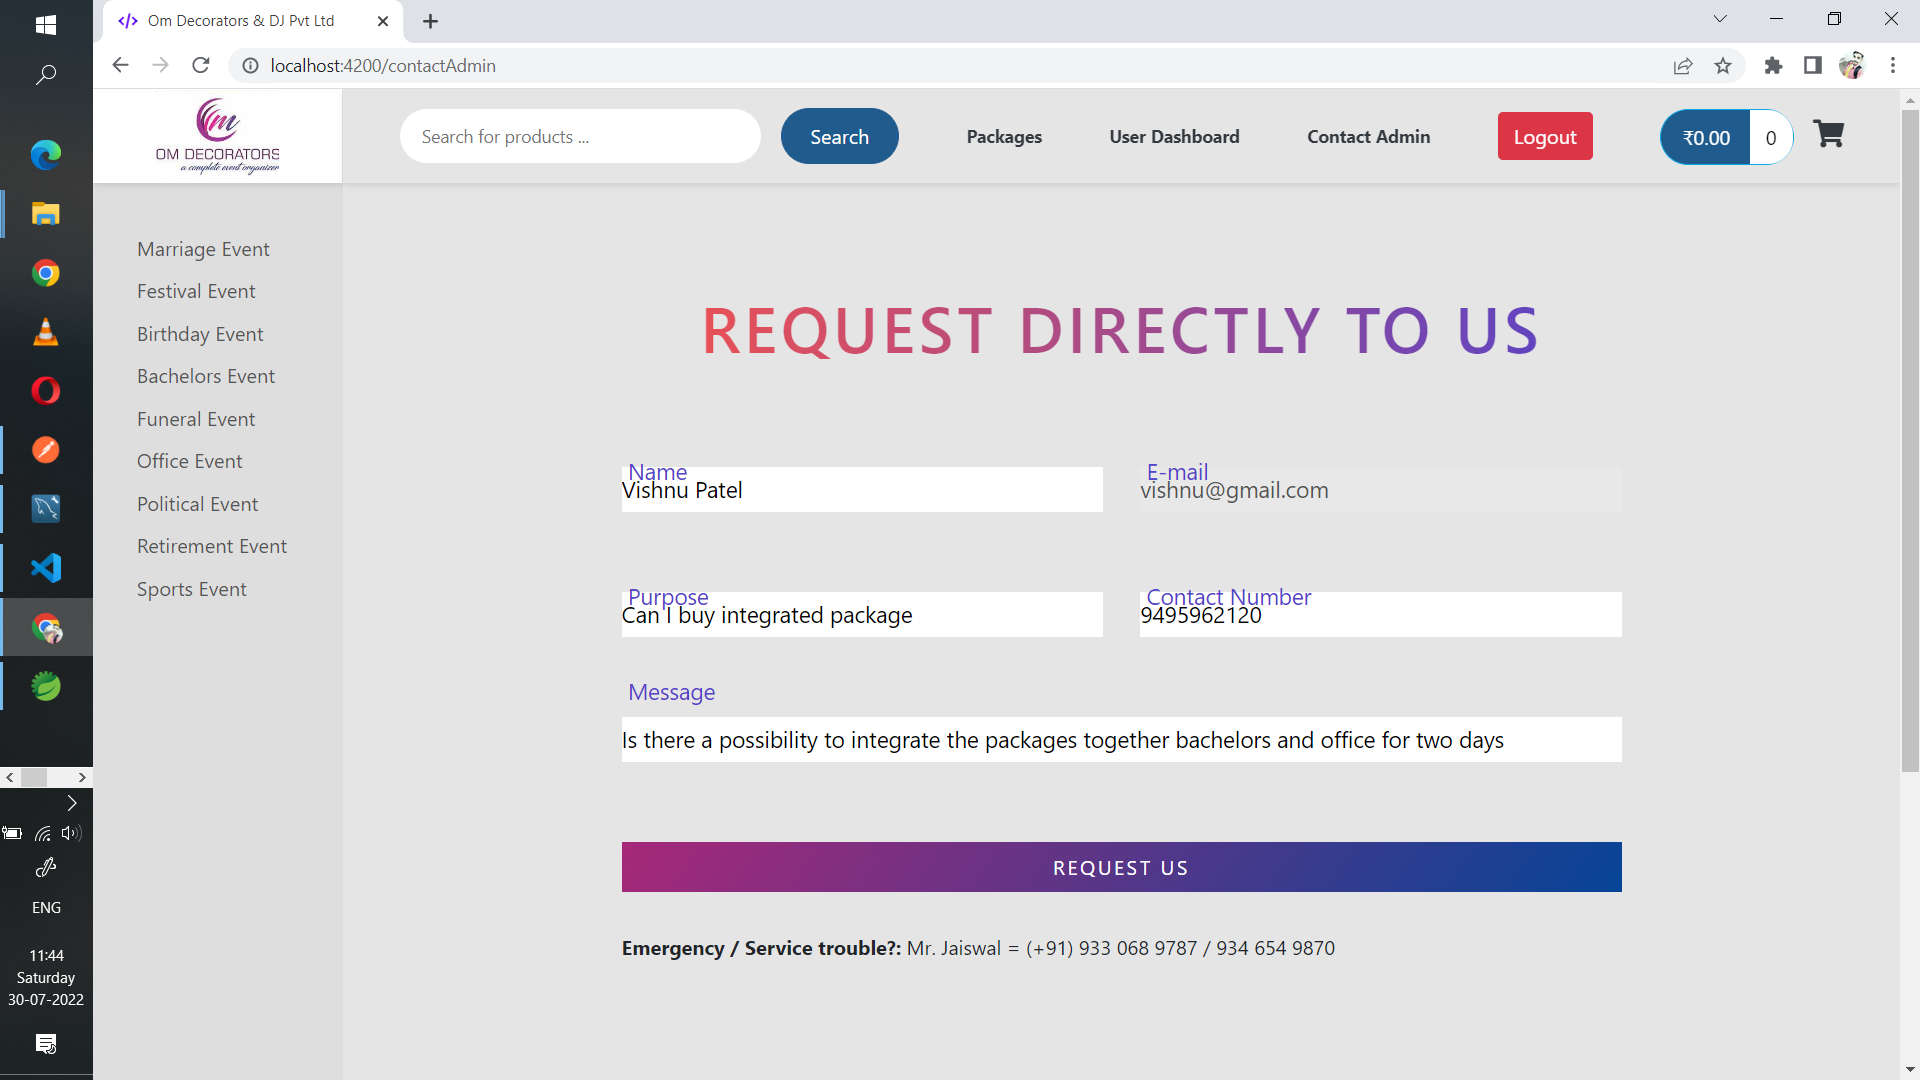 Om Decorators & DJ Pvt Ltd
localhost:4200/contactAdmin
OM DECORATORS
a complete event organizer
Search for products ...
Search
Packages
User Dashboard
Contact Admin
Logout
₹0.00
0
Marriage Event
Festival Event
Birthday Event
Bachelors Event
Funeral Event
Office Event
Political Event
Retirement Event
Sports Event
REQUEST DIRECTLY TO US
Name
Vishnu Patel
E-mail
vishnu@gmail.com
Purpose
Can I buy integrated package
Contact Number
9495962120
Message
Is there a possibility to integrate the packages together bachelors and office for two days
REQUEST US
Emergency / Service trouble?: Mr. Jaiswal = (+91) 933 068 9787 / 934 654 9870
ENG
11:44
Saturday
30-07-2022